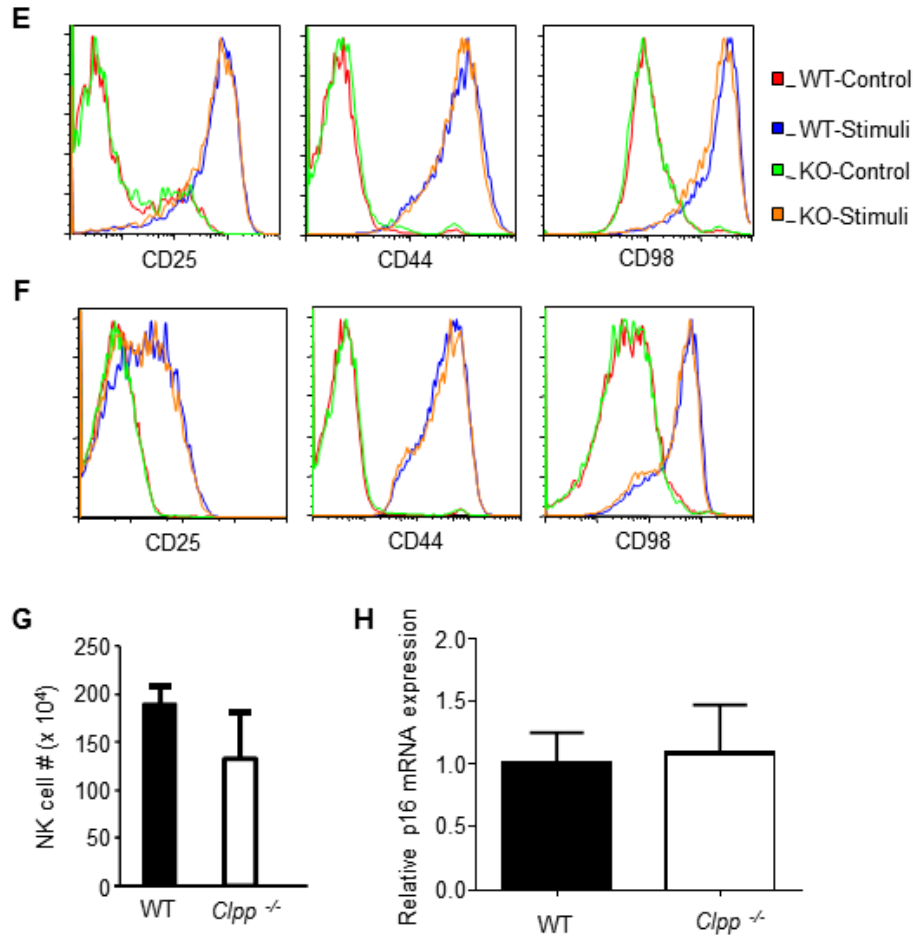 E
WT-Control
WT-Stimuli
KO-Control
KO-Stimuli
CD25
CD44
CD98
F
CD25
CD44
CD98
G
NK cell # (x 10⁴)
250
200
150
100
50
0
WT
Clpp -/-
H
Relative p16 mRNA expression
2.0
1.5
1.0
0.5
0.0
WT
Clpp -/-